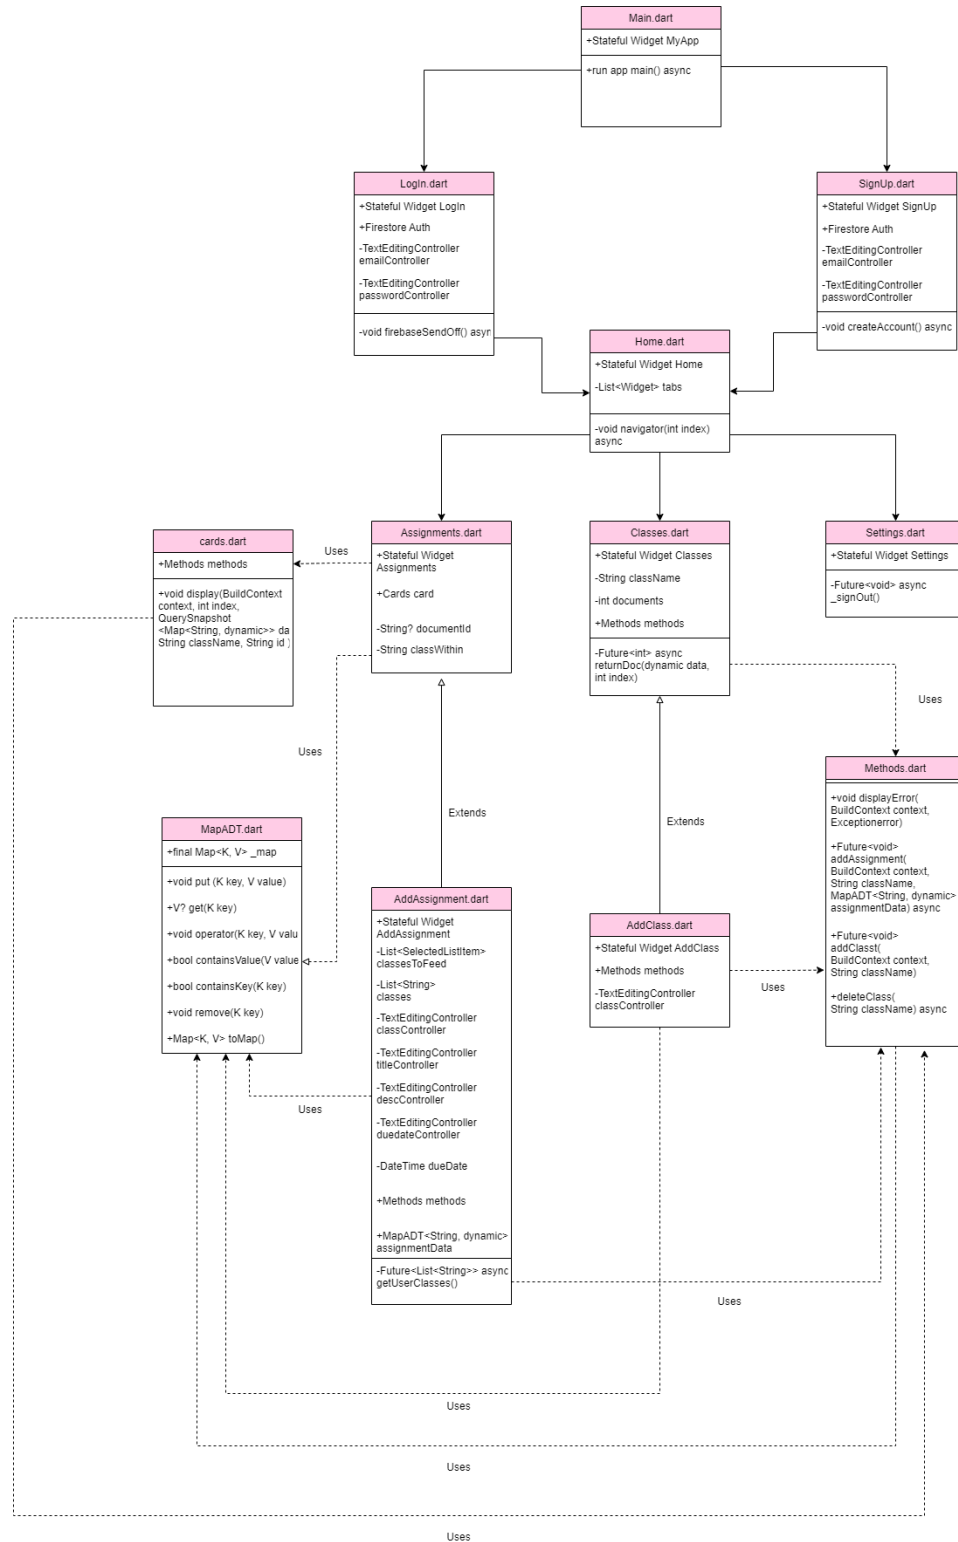 Main.dart
+Stateful Widget MyApp
+run app main() async
LogIn.dart
+Stateful Widget LogIn
+Firestore Auth
-TextEditingController
emailController
-TextEditingController
passwordController
-void firebaseSendOff() asyn
SignUp.dart
+Stateful Widget SignUp
+Firestore Auth
-TextEditingController
emailController
-TextEditingController
passwordController
-void createAccount() async
Home.dart
+Stateful Widget Home
-List<Widget> tabs
-void navigator(int index)
async
cards.dart
+Methods methods
+void display(BuildContext
context, int index,
QuerySnapshot
<Map<String, dynamic>> da
String className, String id )
Uses
Assignments.dart
+Stateful Widget
Assignments
+Cards card
-String? documentId
-String classWithin
Classes.dart
+Stateful Widget Classes
-String className
-int documents
+Methods methods
-Future<int> async
returnDoc(dynamic data,
int index)
Settings.dart
+Stateful Widget Settings
-Future<void> async
_signOut()
Uses
Uses
Extends
Extends
MapADT.dart
+final Map<K, V> _map
+void put (K key, V value)
+V? get(K key)
+void operator(K key, V valu
+bool containsValue(V value
+bool containsKey(K key)
+void remove(K key)
+Map<K, V> toMap()
Methods.dart
+void displayError(
BuildContext context,
Exceptionerror)
+Future<void>
addAssignment(
BuildContext context,
String className,
MapADT<String, dynamic>
assignmentData) async
+Future<void>
addClasst(
BuildContext context,
String className)
+deleteClass(
String className) async
AddAssignment.dart
+Stateful Widget
AddAssignment
-List<SelectedListItem>
classesToFeed
-List<String>
classes
-TextEditingController
classController
-TextEditingController
titleController
-TextEditingController
descController
-TextEditingController
duedateController
-DateTime dueDate
+Methods methods
+MapADT<String, dynamic>
assignmentData
-Future<List<String>> async
getUserClasses()
AddClass.dart
+Stateful Widget AddClass
+Methods methods
-TextEditingController
classController
Uses
Uses
Uses
Uses
Uses
Uses